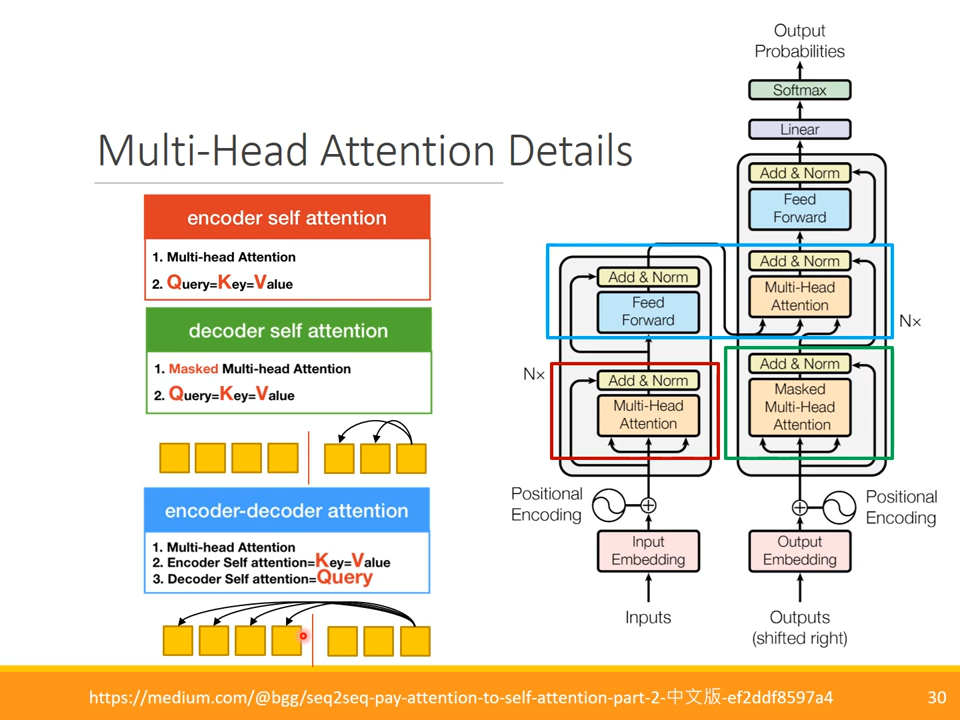 Multi-Head Attention Details
encoder self attention
1. Multi-head Attention
2. Query=Key=Value
decoder self attention
1. Masked Multi-head Attention
2. Query=Key=Value
encoder-decoder attention
1. Multi-head Attention
2. Encoder Self attention=Key=Value
3. Decoder Self attention=Query
Output
Probabilities
Softmax
Linear
Add & Norm
Feed
Forward
Add & Norm
Multi-Head
Attention
Add & Norm
Masked
Multi-Head
Attention
N×
Positional
Encoding
Output
Embedding
Outputs
(shifted right)
Add & Norm
Feed
Forward
N×
Add & Norm
Multi-Head
Attention
Positional
Encoding
Input
Embedding
Inputs
https://medium.com/@bgg/seq2seq-pay-attention-to-self-attention-part-2-中文版-ef2ddf8597a4
30